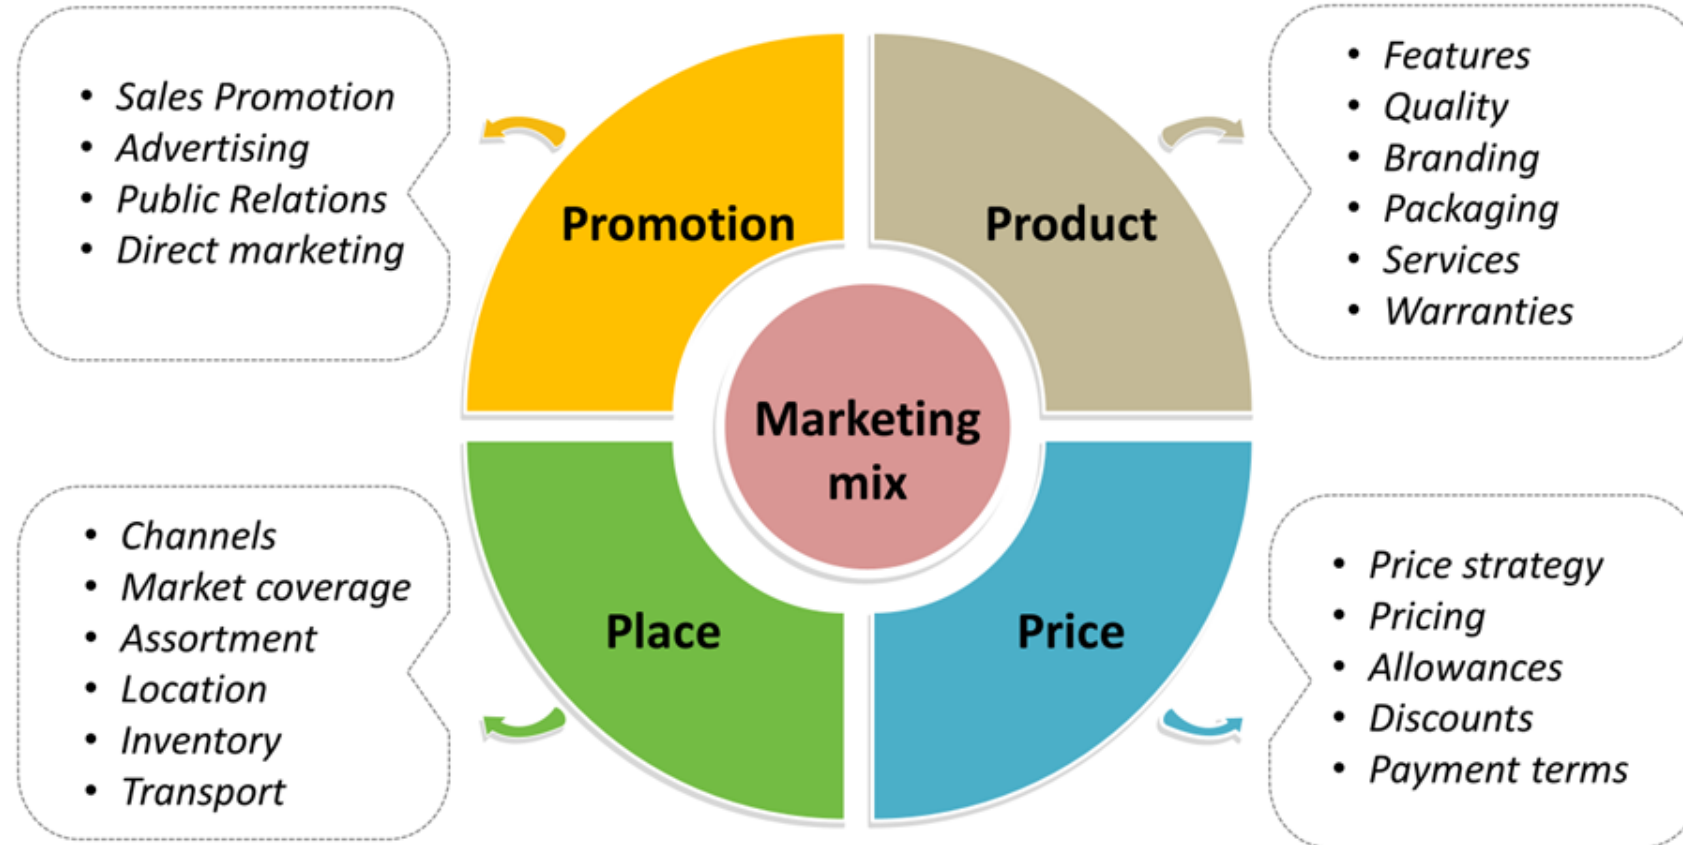 • Sales Promotion
• Advertising
• Public Relations
• Direct marketing
Promotion
Product
• Features
• Quality
• Branding
• Packaging
• Services
• Warranties
Marketing
mix
• Channels
• Market coverage
• Assortment
• Location
• Inventory
• Transport
Place
Price
• Price strategy
• Pricing
• Allowances
• Discounts
• Payment terms